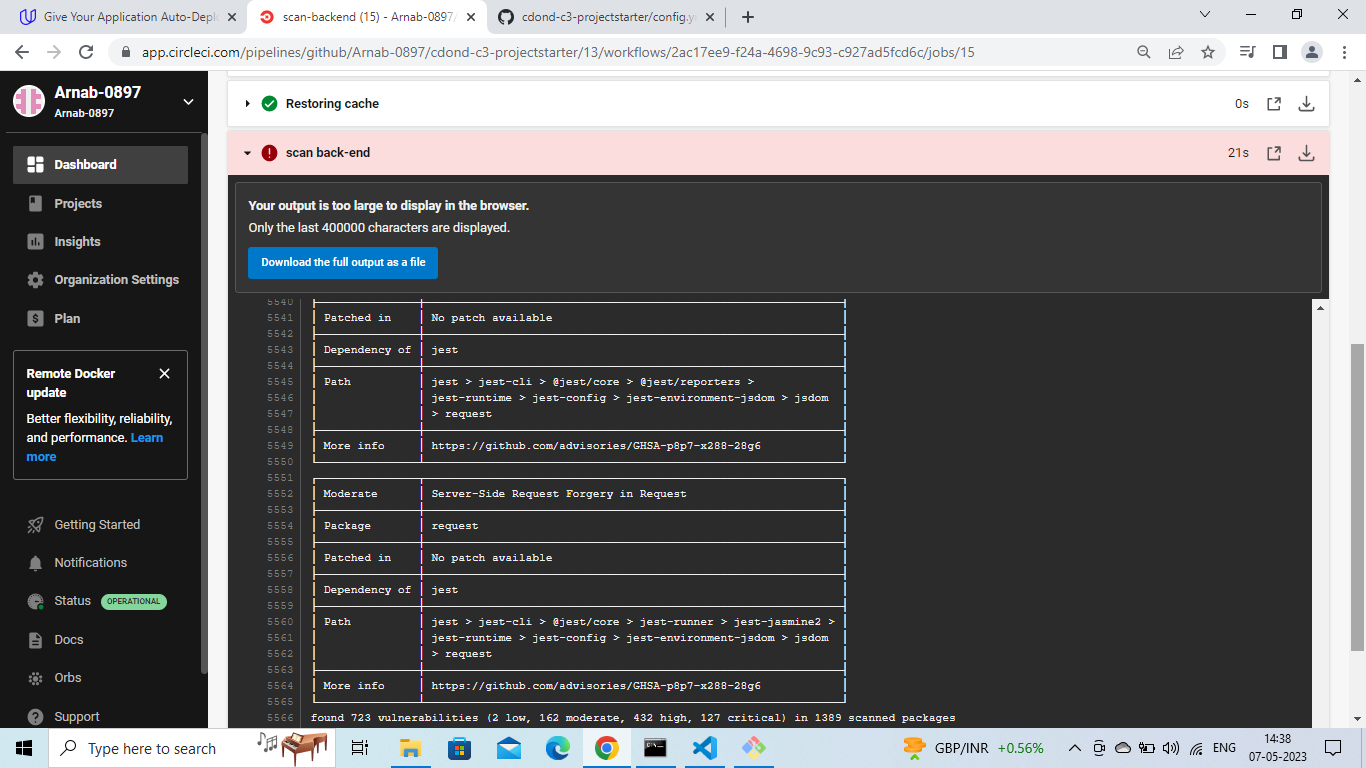 Give Your Application Auto-Depl
scan-backend (15) - Arnab-0897/
cdond-c3-projectstarter/config.y
app.circleci.com/pipelines/github/Arnab-0897/cdond-c3-projectstarter/13/workflows/2ac17ee9-f24a-4698-9c93-c927ad5fcd6c/jobs/15
Arnab-0897
Arnab-0897
Dashboard
Projects
Insights
Organization Settings
Plan
Remote Docker
update
Better flexibility, reliability,
and performance. Learn
more
Getting Started
Notifications
Status OPERATIONAL
Docs
Orbs
Support
Restoring cache 0s
scan back-end 21s
Your output is too large to display in the browser.
Only the last 400000 characters are displayed.
Download the full output as a file
5540
5541 Patched in No patch available
5542
5543 Dependency of jest
5544
5545 Path jest > jest-cli > @jest/core > @jest/reporters >
5546 jest-runtime > jest-config > jest-environment-jsdom > jsdom
5547 > request
5548
5549 More info https://github.com/advisories/GHSA-p8p7-x288-28g6
5550
5551
5552 Moderate Server-Side Request Forgery in Request
5553
5554 Package request
5555
5556 Patched in No patch available
5557
5558 Dependency of jest
5559
5560 Path jest > jest-cli > @jest/core > jest-runner > jest-jasmine2 >
5561 jest-runtime > jest-config > jest-environment-jsdom > jsdom
5562 > request
5563
5564 More info https://github.com/advisories/GHSA-p8p7-x288-28g6
5565
5566 found 723 vulnerabilities (2 low, 162 moderate, 432 high, 127 critical) in 1389 scanned packages
Type here to search
GBP/INR +0.56%
ENG
14:38
07-05-2023